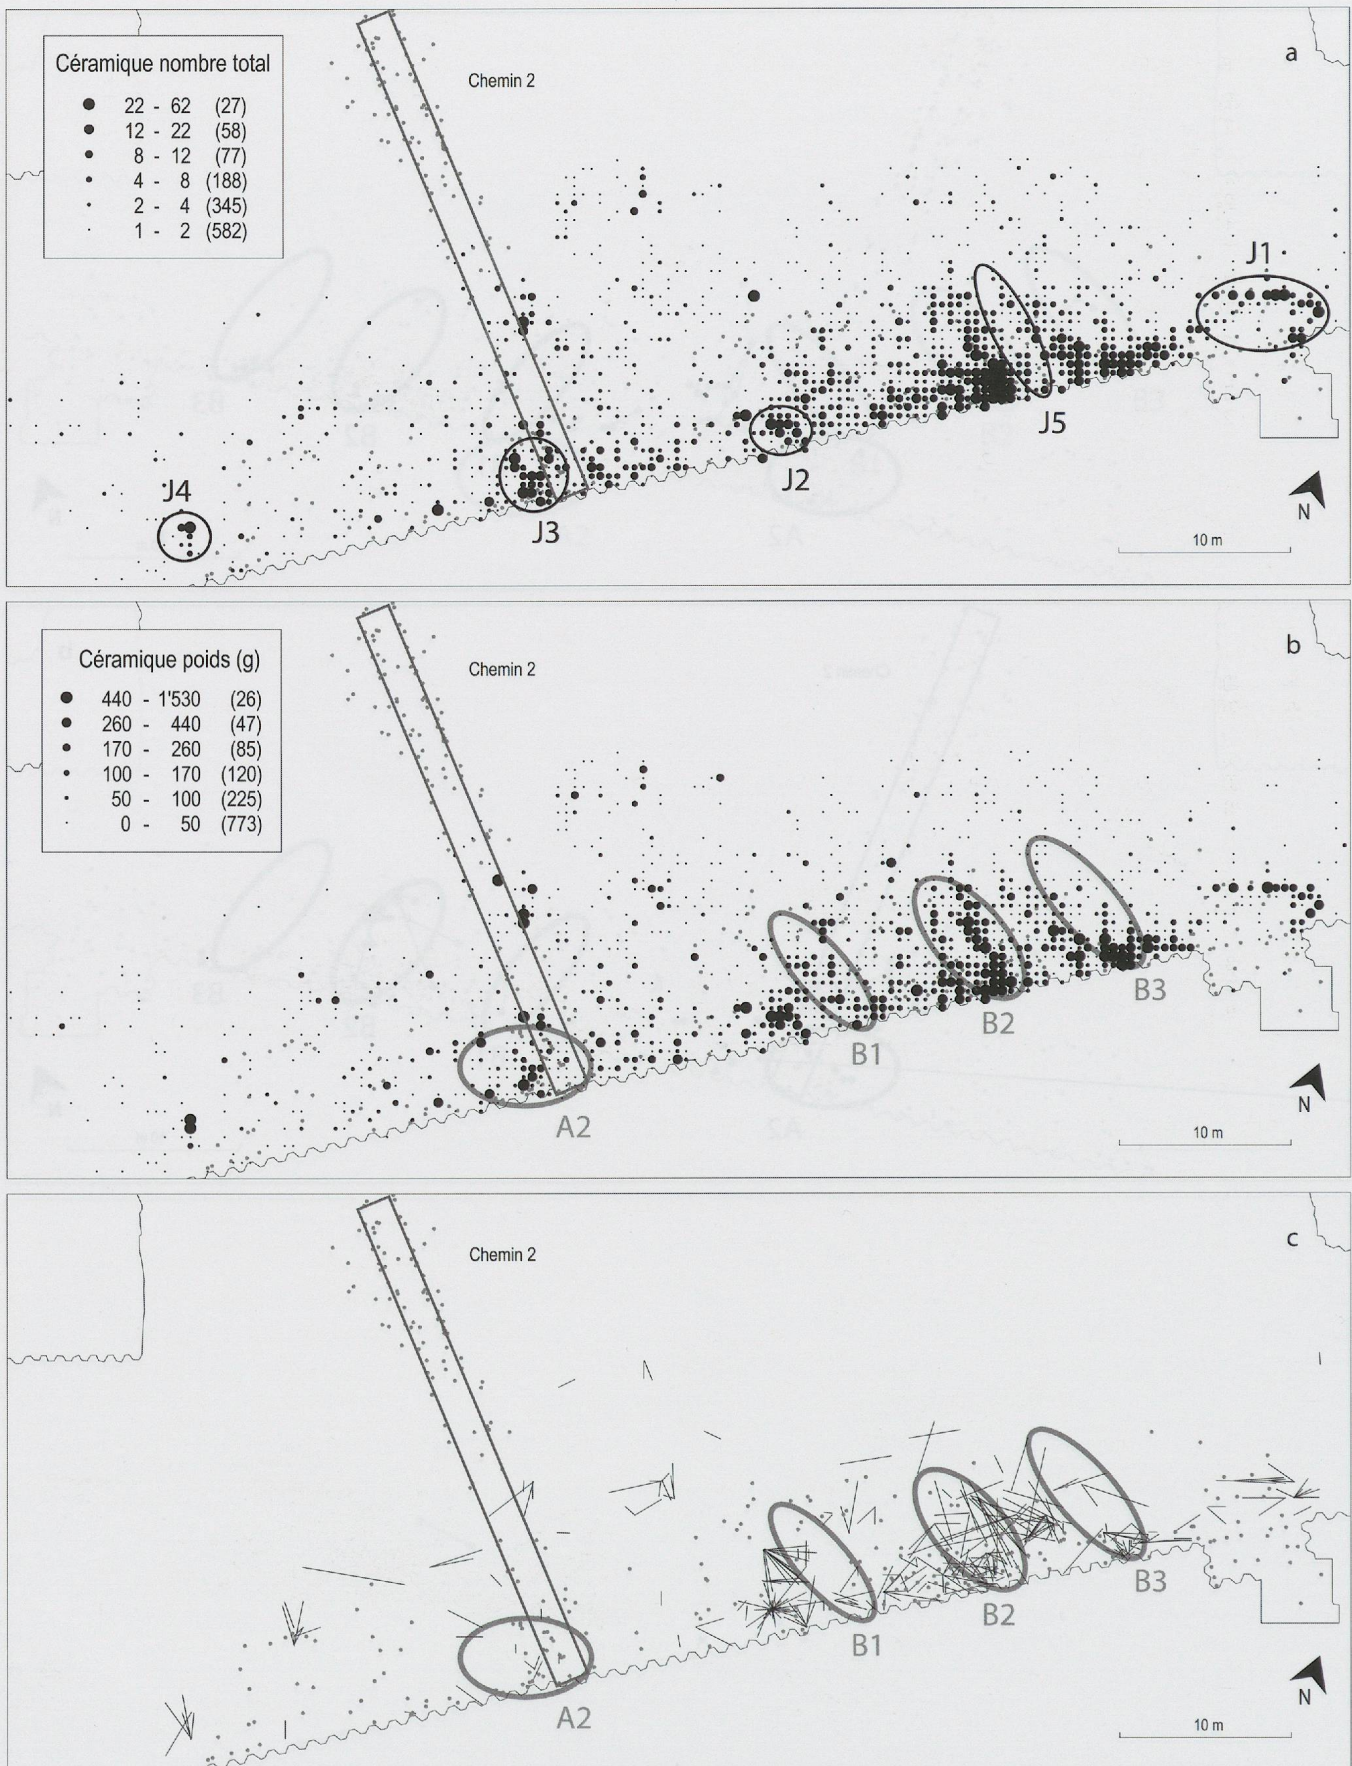 a
Céramique nombre total
22 - 62 (27)
12 - 22 (58)
8 - 12 (77)
4 - 8 (188)
2 - 4 (345)
1 - 2 (582)
Chemin 2
J1
J5
J2
J3
J4
N
10 m
b
Céramique poids (g)
440 - 1'530 (26)
260 - 440 (47)
170 - 260 (85)
100 - 170 (120)
50 - 100 (225)
0 - 50 (773)
Chemin 2
B3
B2
B1
A2
N
10 m
c
Chemin 2
B3
B2
B1
A2
N
10 m